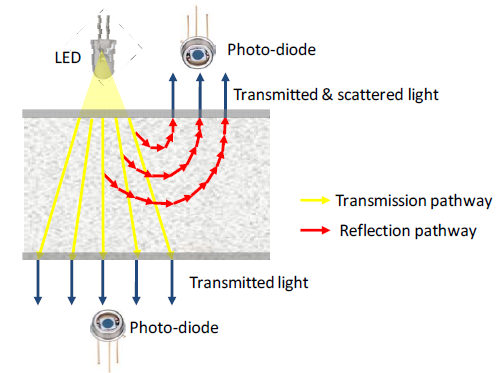 Photo-diode
LED
Transmitted & scattered light
Transmission pathway
Reflection pathway
Transmitted light
Photo-diode